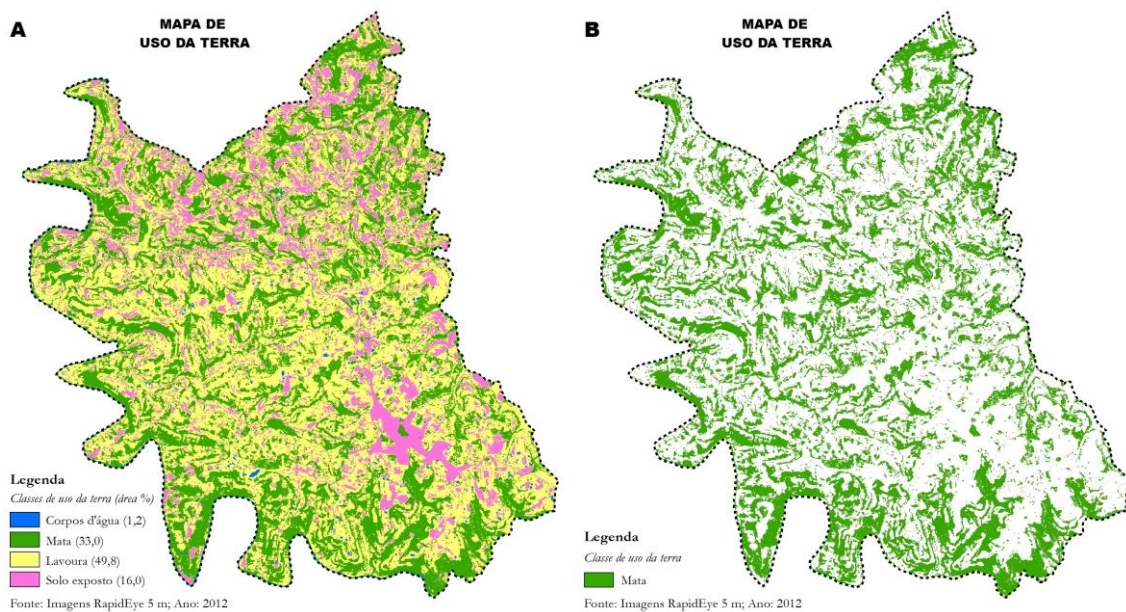 A
MAPA DE
USO DA TERRA
Legenda
Classes de uso da terra (área %)
Corpos d'água (1,2)
Mata (33,0)
Lavoura (49,8)
Solo exposto (16,0)
Fonte: Imagens RapidEye 5 m; Ano: 2012
B
MAPA DE
USO DA TERRA
Legenda
Classe de uso da terra
Mata
Fonte: Imagens RapidEye 5 m; Ano: 2012